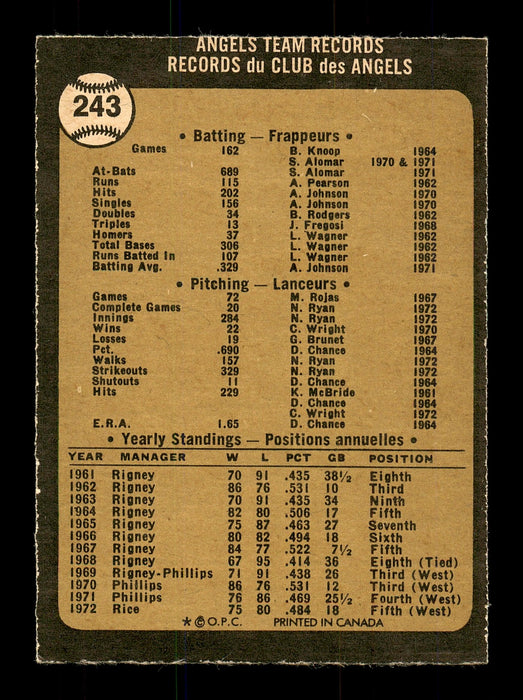 ANGELS TEAM RECORDS
RECORDS du CLUB des ANGELS
243
• Batting — Frappeurs •
Games 162 B. Knoop 1964
S. Alomar 1970 & 1971
At-Bats 689 S. Alomar 1971
Runs 115 A. Pearson 1962
Hits 202 A. Johnson 1970
Singles 156 A. Johnson 1970
Doubles 34 B. Rodgers 1962
Triples 13 J. Fregosi 1968
Homers 37 L. Wagner 1962
Total Bases 306 L. Wagner 1962
Runs Batted In 107 L. Wagner 1962
Batting Avg. .329 A. Johnson 1971
• Pitching — Lanceurs •
Games 72 M. Rojas 1967
Complete Games 20 N. Ryan 1972
Innings 284 N. Ryan 1972
Wins 22 C. Wright 1970
Losses 19 G. Brunet 1967
Pct. .690 D. Chance 1964
Walks 157 N. Ryan 1972
Strikeouts 329 N. Ryan 1972
Shutouts 11 D. Chance 1964
Hits 229 K. McBride 1961
D. Chance 1964
C. Wright 1972
E.R.A. 1.65 D. Chance 1964
• Yearly Standings — Positions annuelles •
YEAR MANAGER W L PCT GB POSITION
1961 Rigney 70 91 .435 38½ Eighth
1962 Rigney 86 76 .531 10 Third
1963 Rigney 70 91 .435 34 Ninth
1964 Rigney 82 80 .506 17 Fifth
1965 Rigney 75 87 .463 27 Seventh
1966 Rigney 80 82 .494 18 Sixth
1967 Rigney 84 77 .522 7½ Fifth
1968 Rigney 67 95 .414 36 Eighth (Tied)
1969 Rigney-Phillips 71 91 .438 26 Third (West)
1970 Phillips 86 76 .531 12 Third (West)
1971 Phillips 76 86 .469 25½ Fourth (West)
1972 Rice 75 80 .484 18 Fifth (West)
* © O.P.C. PRINTED IN CANADA